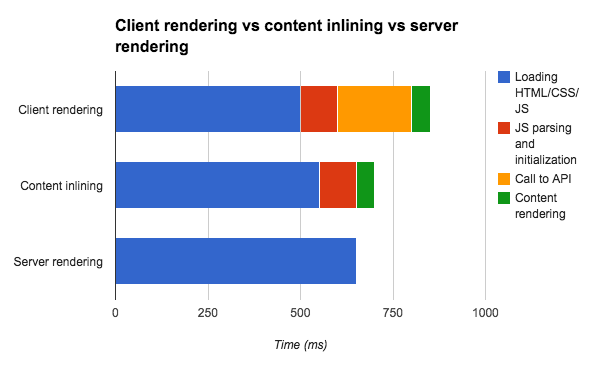 Client rendering vs content inlining vs server
rendering
Client rendering
Content inlining
Server rendering
0 250 500 750 1000
Time (ms)
Loading
HTML/CSS/
JS
JS parsing
and
initialization
Call to API
Content
rendering